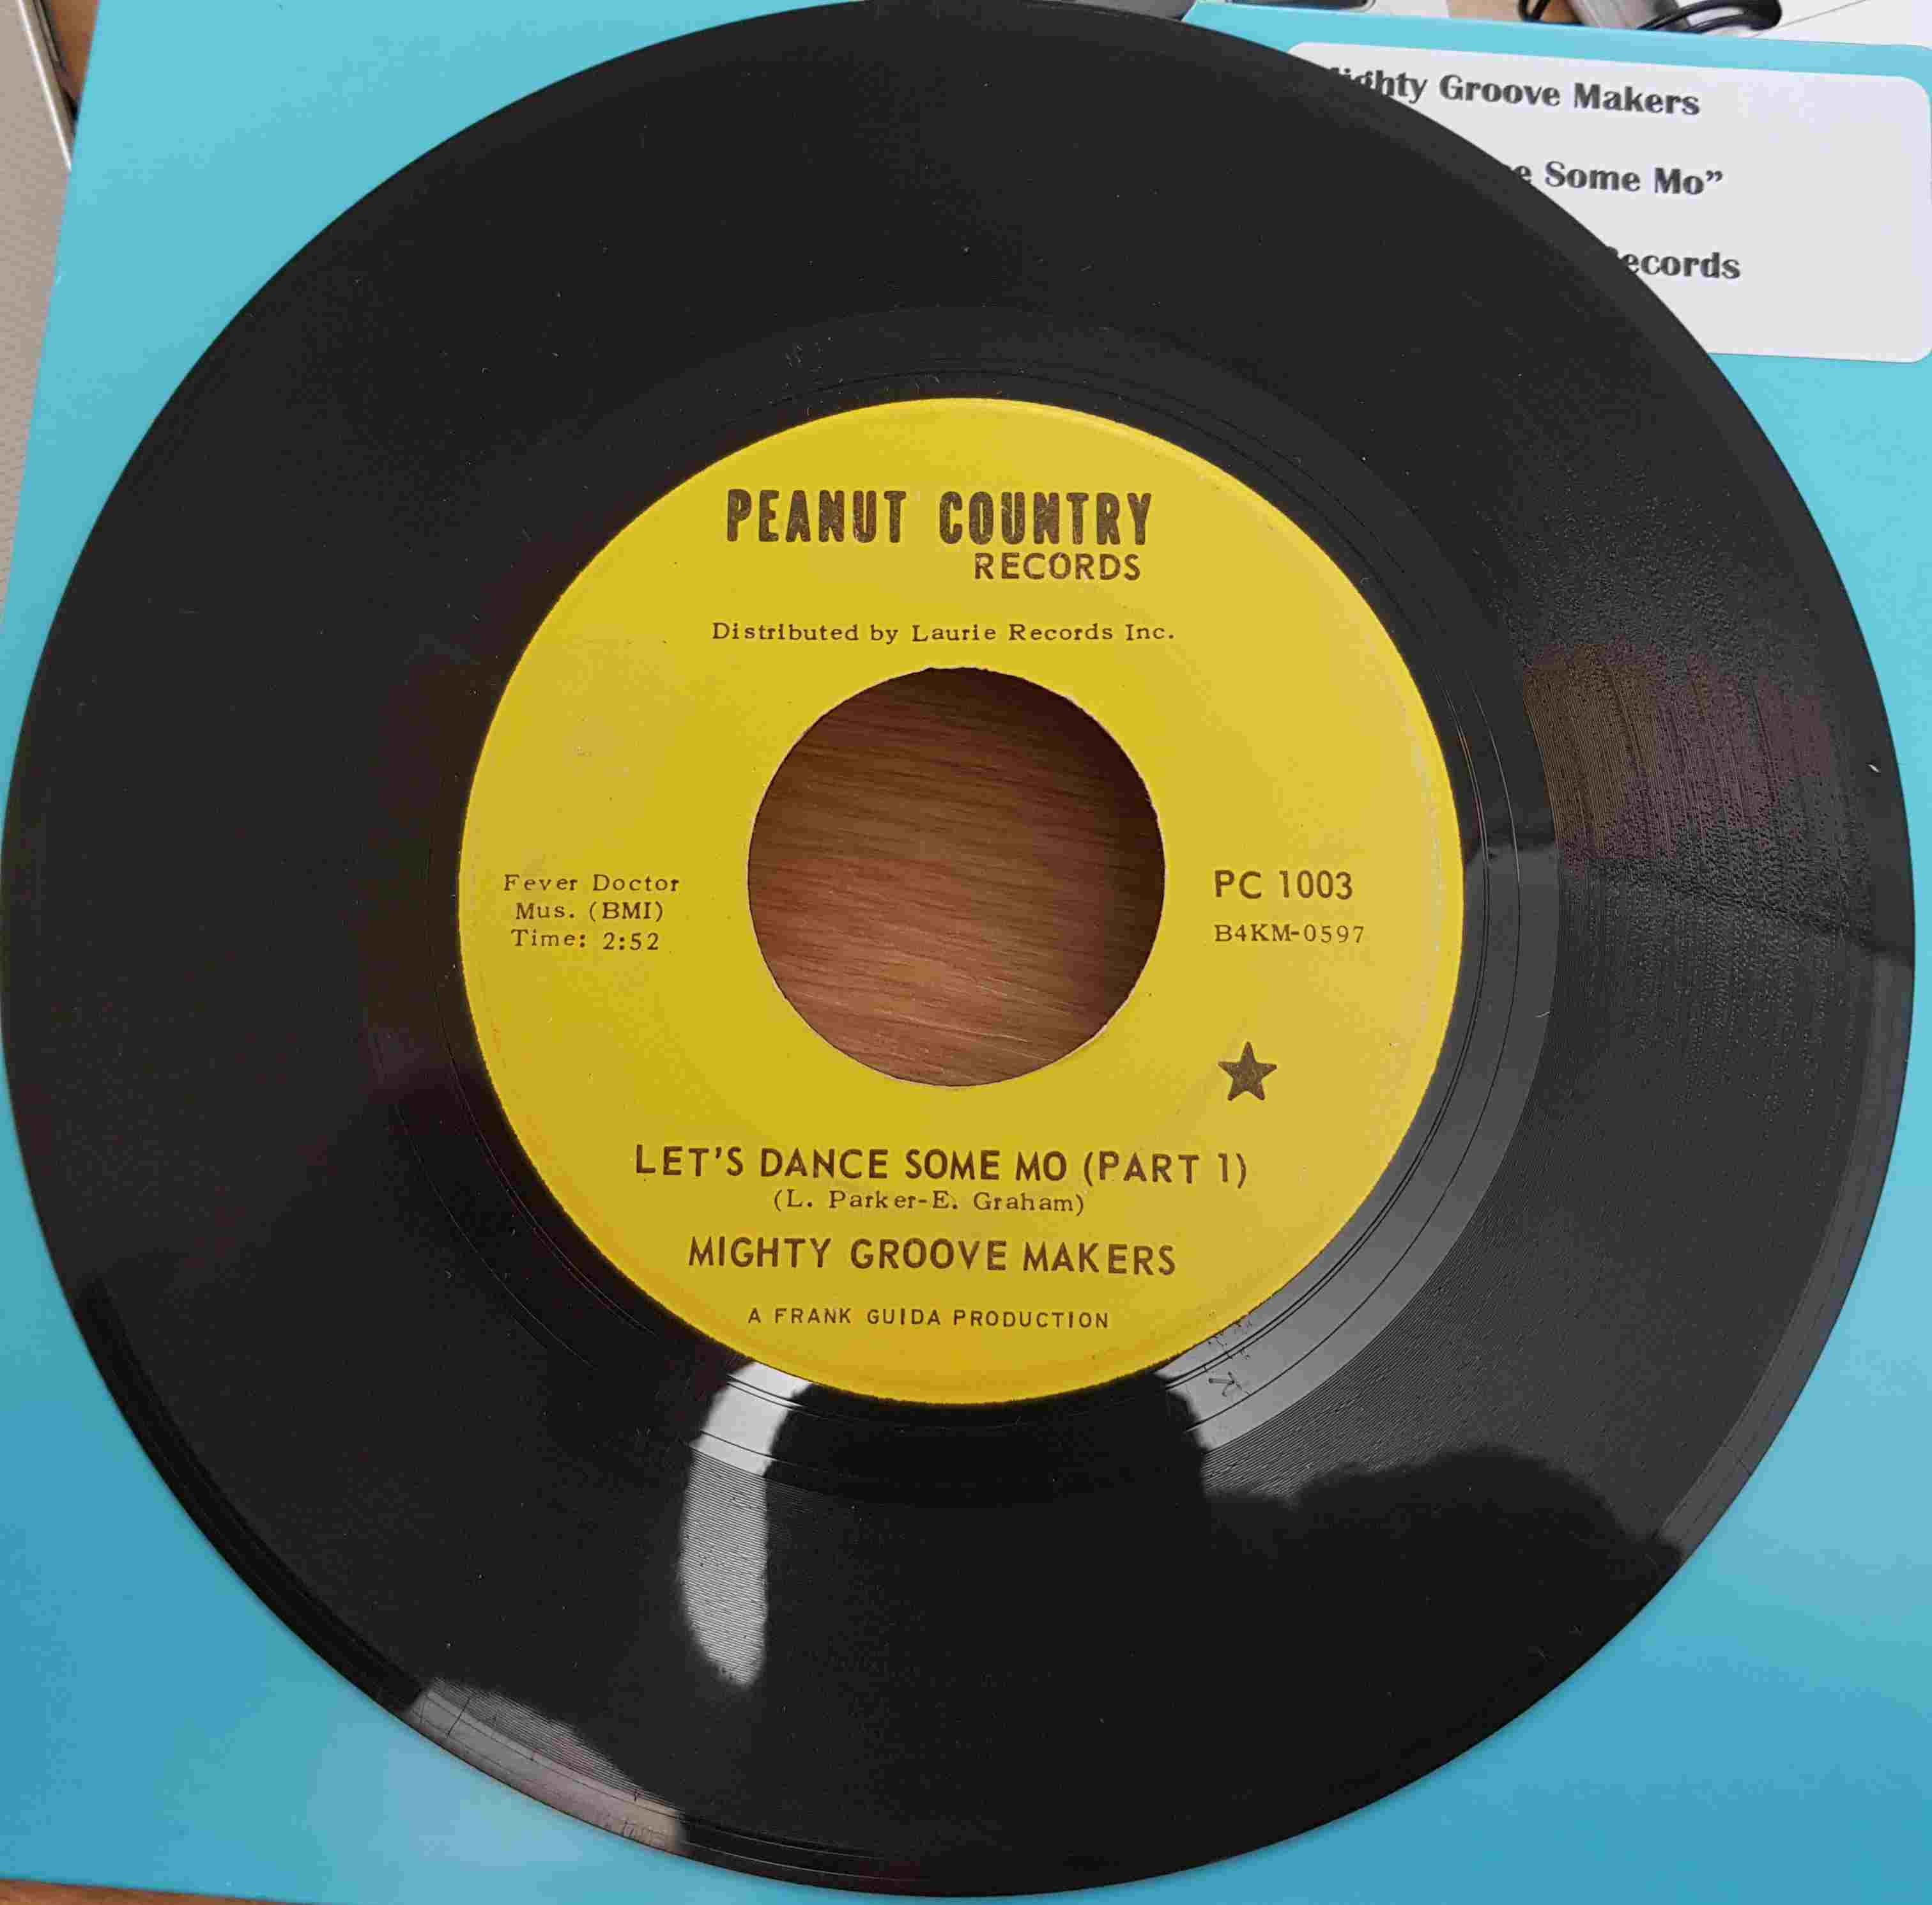 Groove Makers
Some Mo”
PEANUT COUNTRY
RECORDS
Distributed by Laurie Records Inc.
Fever Doctor
Mus. (BMI)
Time: 2:52
PC 1003
B4KM-0597
LET'S DANCE SOME MO (PART 1)
(L. Parker-E. Graham)
MIGHTY GROOVE MAKERS
A FRANK GUIDA PRODUCTION